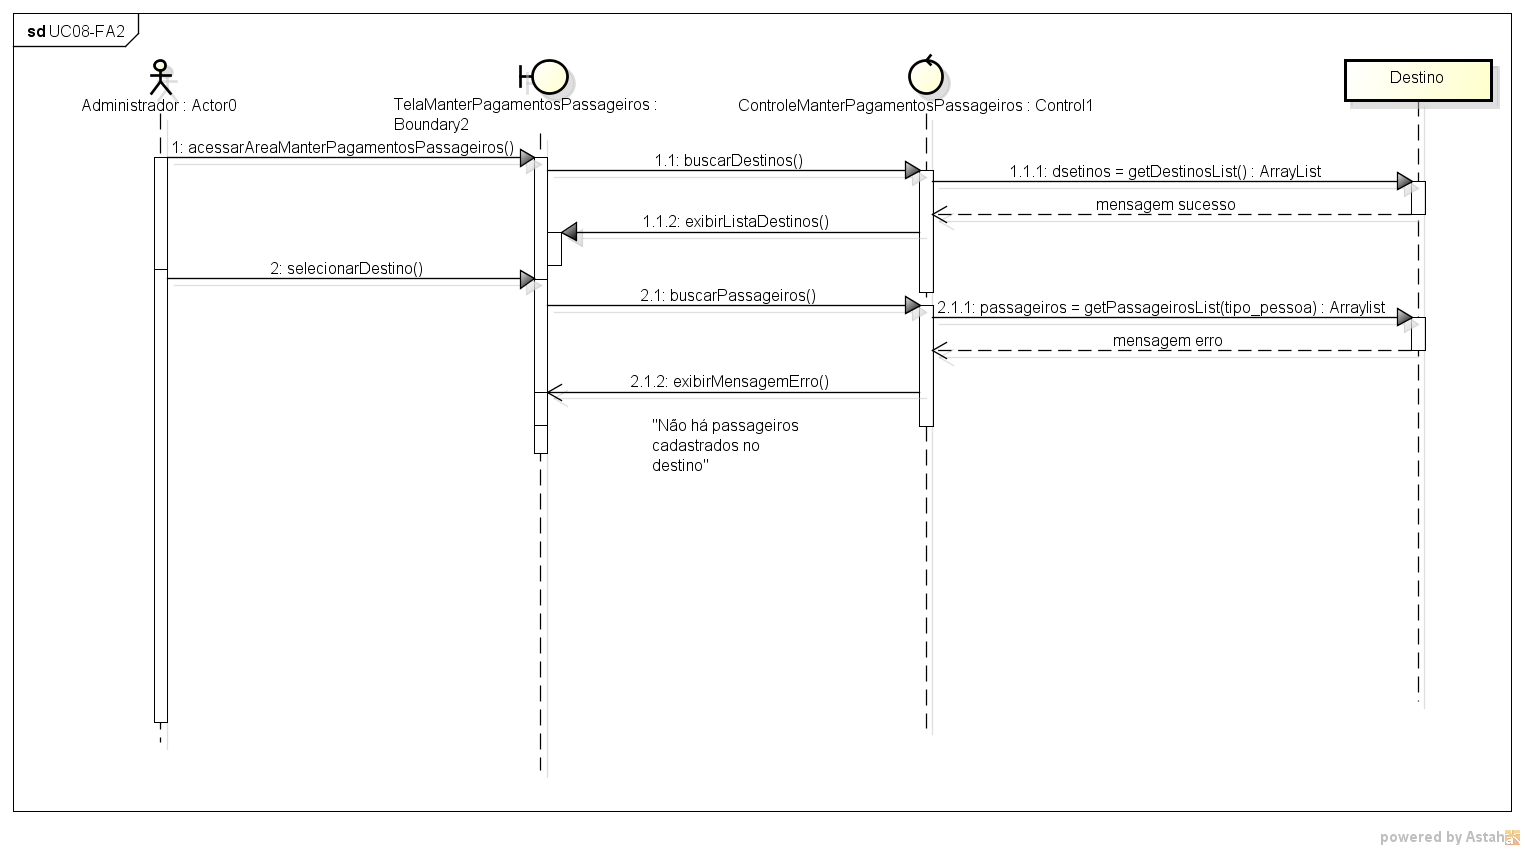 sd UC08-FA2
Administrador : Actor0
TelaManterPagamentosPassageiros :
Boundary2
ControleManterPagamentosPassageiros : Control1
Destino
1: acessarAreaManterPagamentosPassageiros()
1.1: buscarDestinos()
1.1.1: dsetinos = getDestinosList() : ArrayList
mensagem sucesso
1.1.2: exibirListaDestinos()
2: selecionarDestino()
2.1: buscarPassageiros()
2.1.1: passageiros = getPassageirosList(tipo_pessoa) : Arraylist
mensagem erro
2.1.2: exibirMensagemErro()
"Não há passageiros
cadastrados no
destino"
powered by Astah